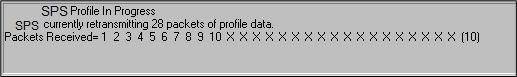 SPS Profile In Progress
SPS currently retransmitting 28 packets of profile data.
Packets Received= 1 2 3 4 5 6 7 8 9 10 X X X X X X X X X X X X X X X X X X (10)